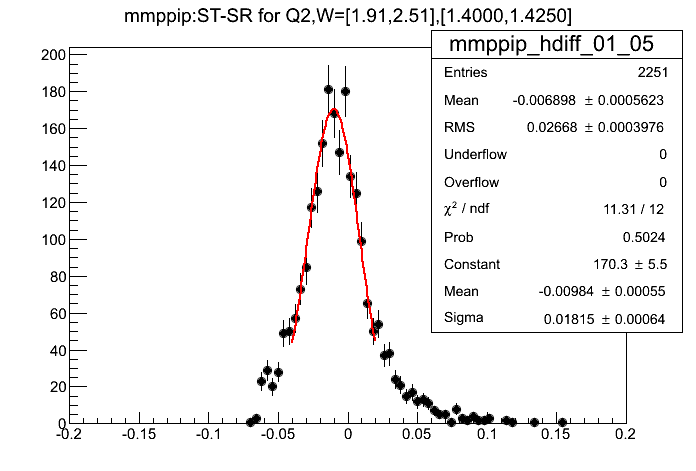 mmppip:ST-SR for Q2,W=[1.91,2.51],[1.4000,1.4250]
mmppip_hdiff_01_05
Entries 2251
Mean -0.006898 ± 0.0005623
RMS 0.02668 ± 0.0003976
Underflow 0
Overflow 0
χ² / ndf 11.31 / 12
Prob 0.5024
Constant 170.3 ± 5.5
Mean -0.00984 ± 0.00055
Sigma 0.01815 ± 0.00064
200
180
160
140
120
100
80
60
40
20
0
-0.2 -0.15 -0.1 -0.05 0 0.05 0.1 0.15 0.2